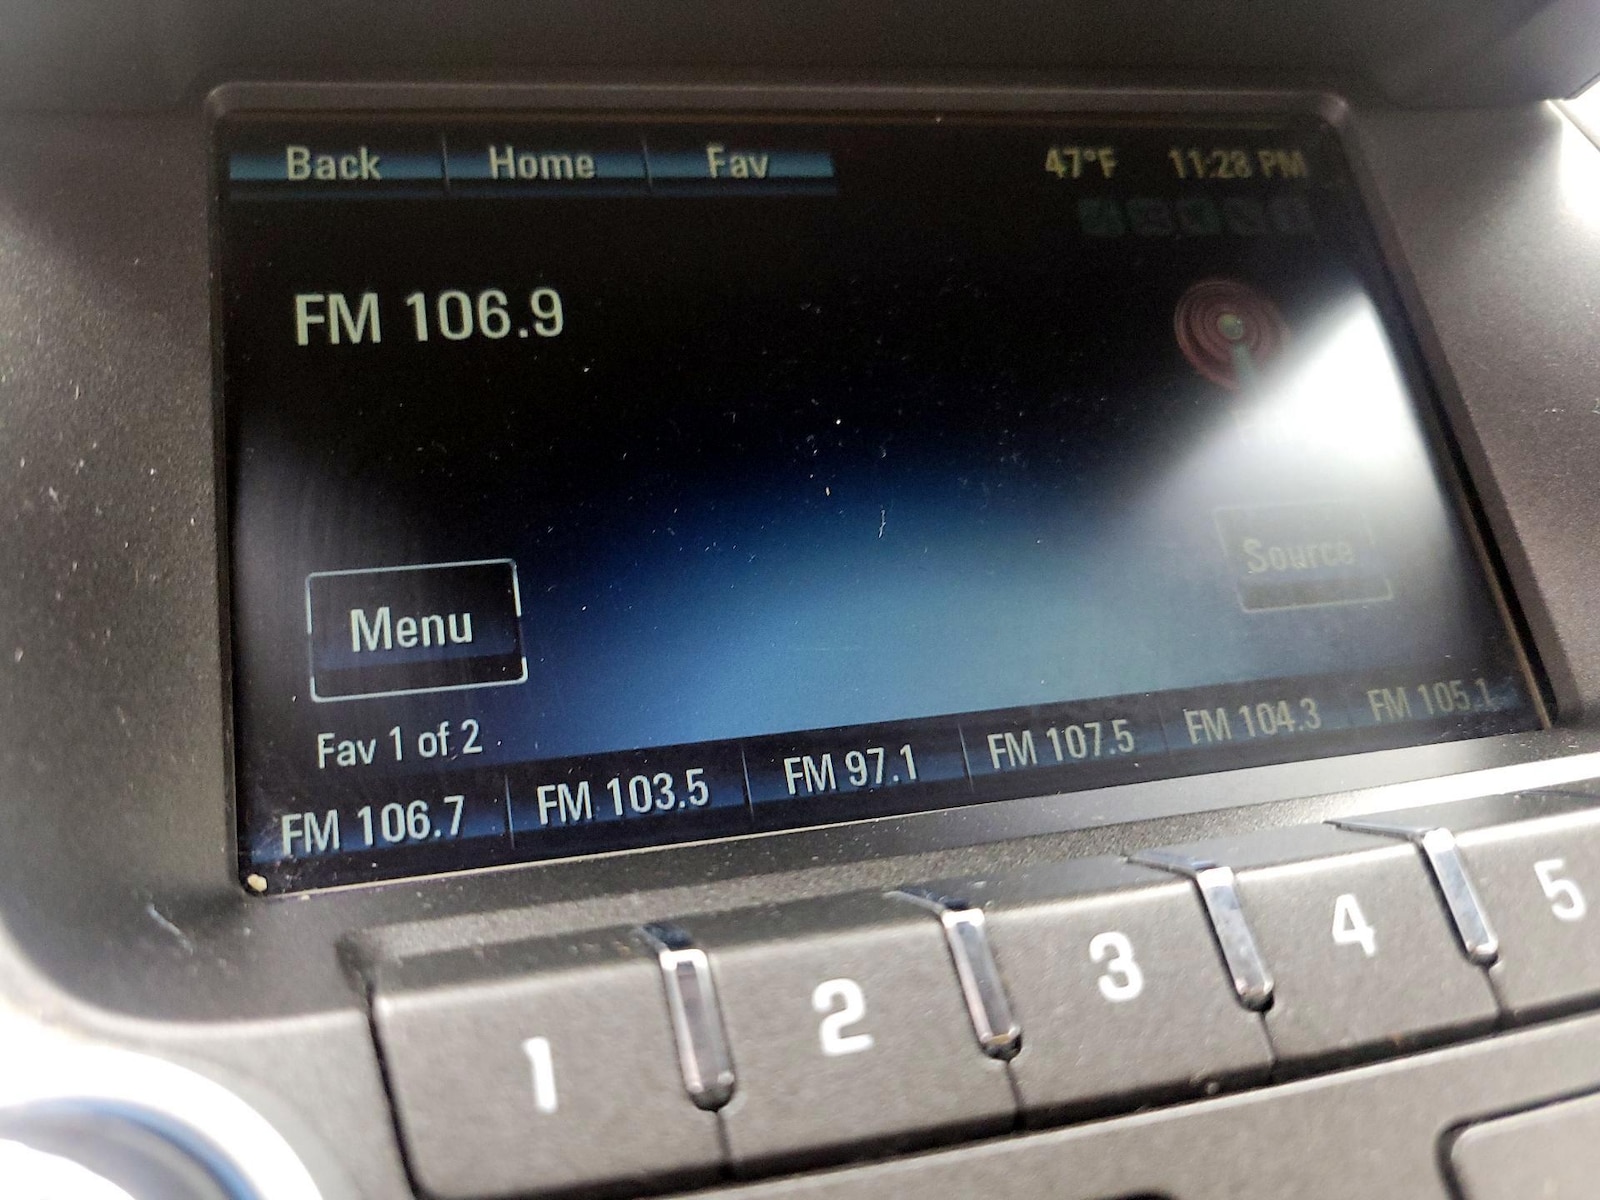 Back Home Fav 47°F 11:28 PM
FM 106.9
Source
Menu
Fav 1 of 2
FM 106.7 FM 103.5 FM 97.1 FM 107.5 FM 104.3 FM 105.1
1 2 3 4 5